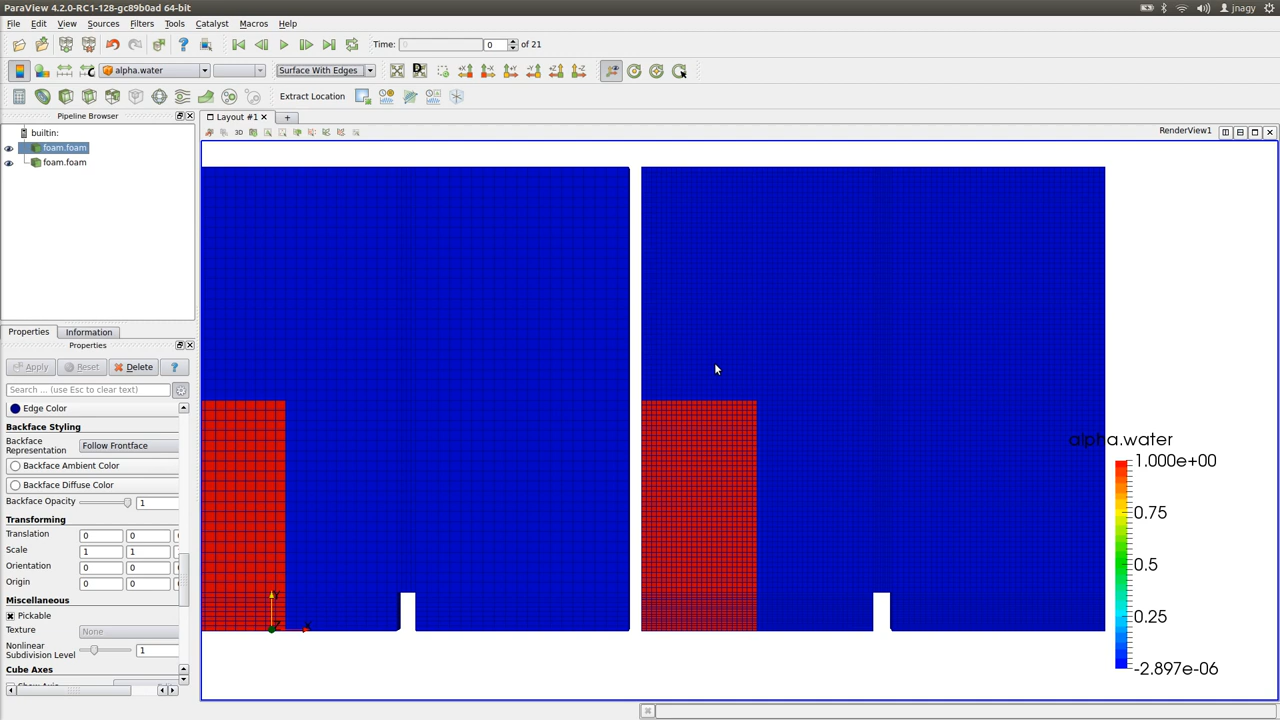 ParaView 4.2.0-RC1-128-gc89b0ad 64-bit
jnagy
File Edit View Sources Filters Tools Catalyst Macros Help
Time: 0 0 of 21
alpha.water Surface With Edges
Extract Location
Pipeline Browser
Layout #1
3D
RenderView1
builtin:
foam.foam
foam.foam
Properties Information
Properties
Apply Reset Delete ?
Search ... (use Esc to clear text)
Edge Color
Backface Styling
Backface Representation Follow Frontface
Backface Ambient Color
Backface Diffuse Color
Backface Opacity 1
Transforming
Translation 0 0
Scale 1 1
Orientation 0 0
Origin 0 0
Miscellaneous
Pickable
Texture None
Nonlinear Subdivision Level 1
Cube Axes
alpha.water
1.000e+00
0.75
0.5
0.25
-2.897e-06
Y
X